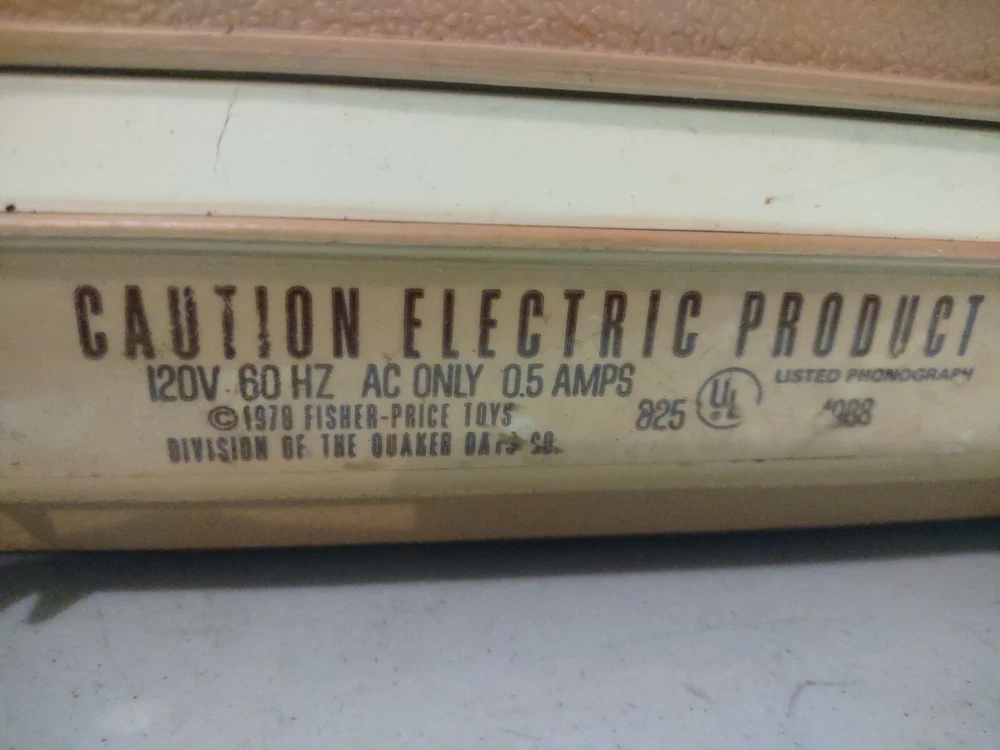 CAUTION ELECTRIC PRODUCT
120V 60 HZ AC ONLY 0.5 AMPS
©1978 FISHER-PRICE TOYS
DIVISION OF THE QUAKER OATS CO.
825 UL LISTED PHONOGRAPH